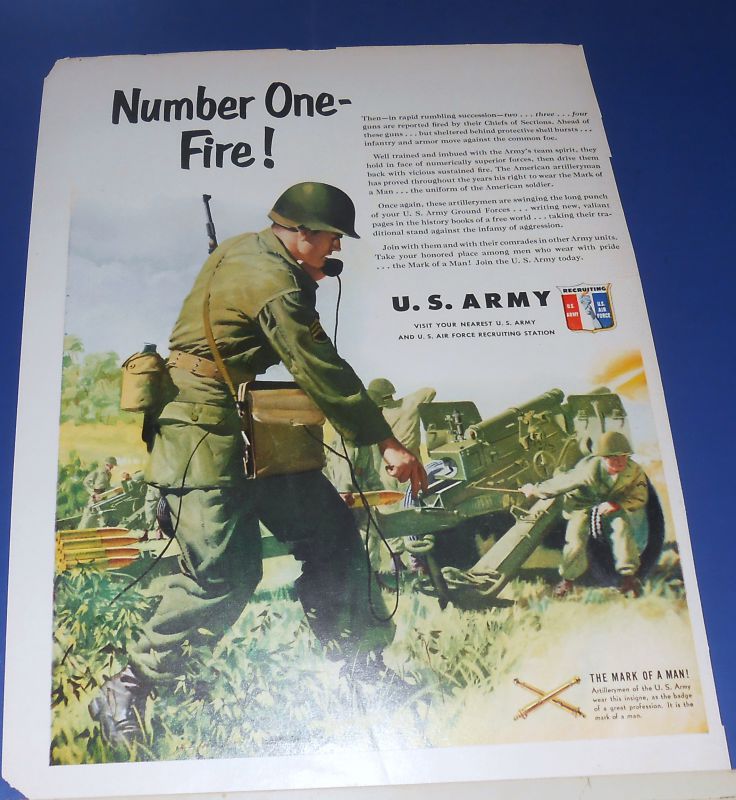 Number One-
Fire!
Then—in rapid rumbling succession—two . . . three . . . four
guns are reported fired by their Chiefs of Sections. Ahead of
these guns . . . but sheltered behind protective shell bursts . . .
infantry and armor move against the common foe.
Well trained and imbued with the Army's team spirit, they
hold in face of numerically superior forces, then drive them
back with vicious sustained fire. The American artilleryman
has proved throughout the years his right to wear the Mark of
a Man . . . the uniform of the American soldier.
Once again, these artillerymen are swinging the long punch
of your U. S. Army Ground Forces . . . writing new, valiant
pages in the history books of a free world . . . taking their tra-
ditional stand against the infamy of aggression.
Join with them and with their comrades in other Army units.
Take your honored place among men who wear with pride
. . . the Mark of a Man! Join the U. S. Army today.
U. S. ARMY
VISIT YOUR NEAREST U. S. ARMY
AND U. S. AIR FORCE RECRUITING STATION
RECRUITING
U.S. ARMY
U.S. AIR FORCE
THE MARK OF A MAN!
Artillerymen of the U. S. Army
wear this insigne, as the badge
of a great profession. It is the
mark of a man.